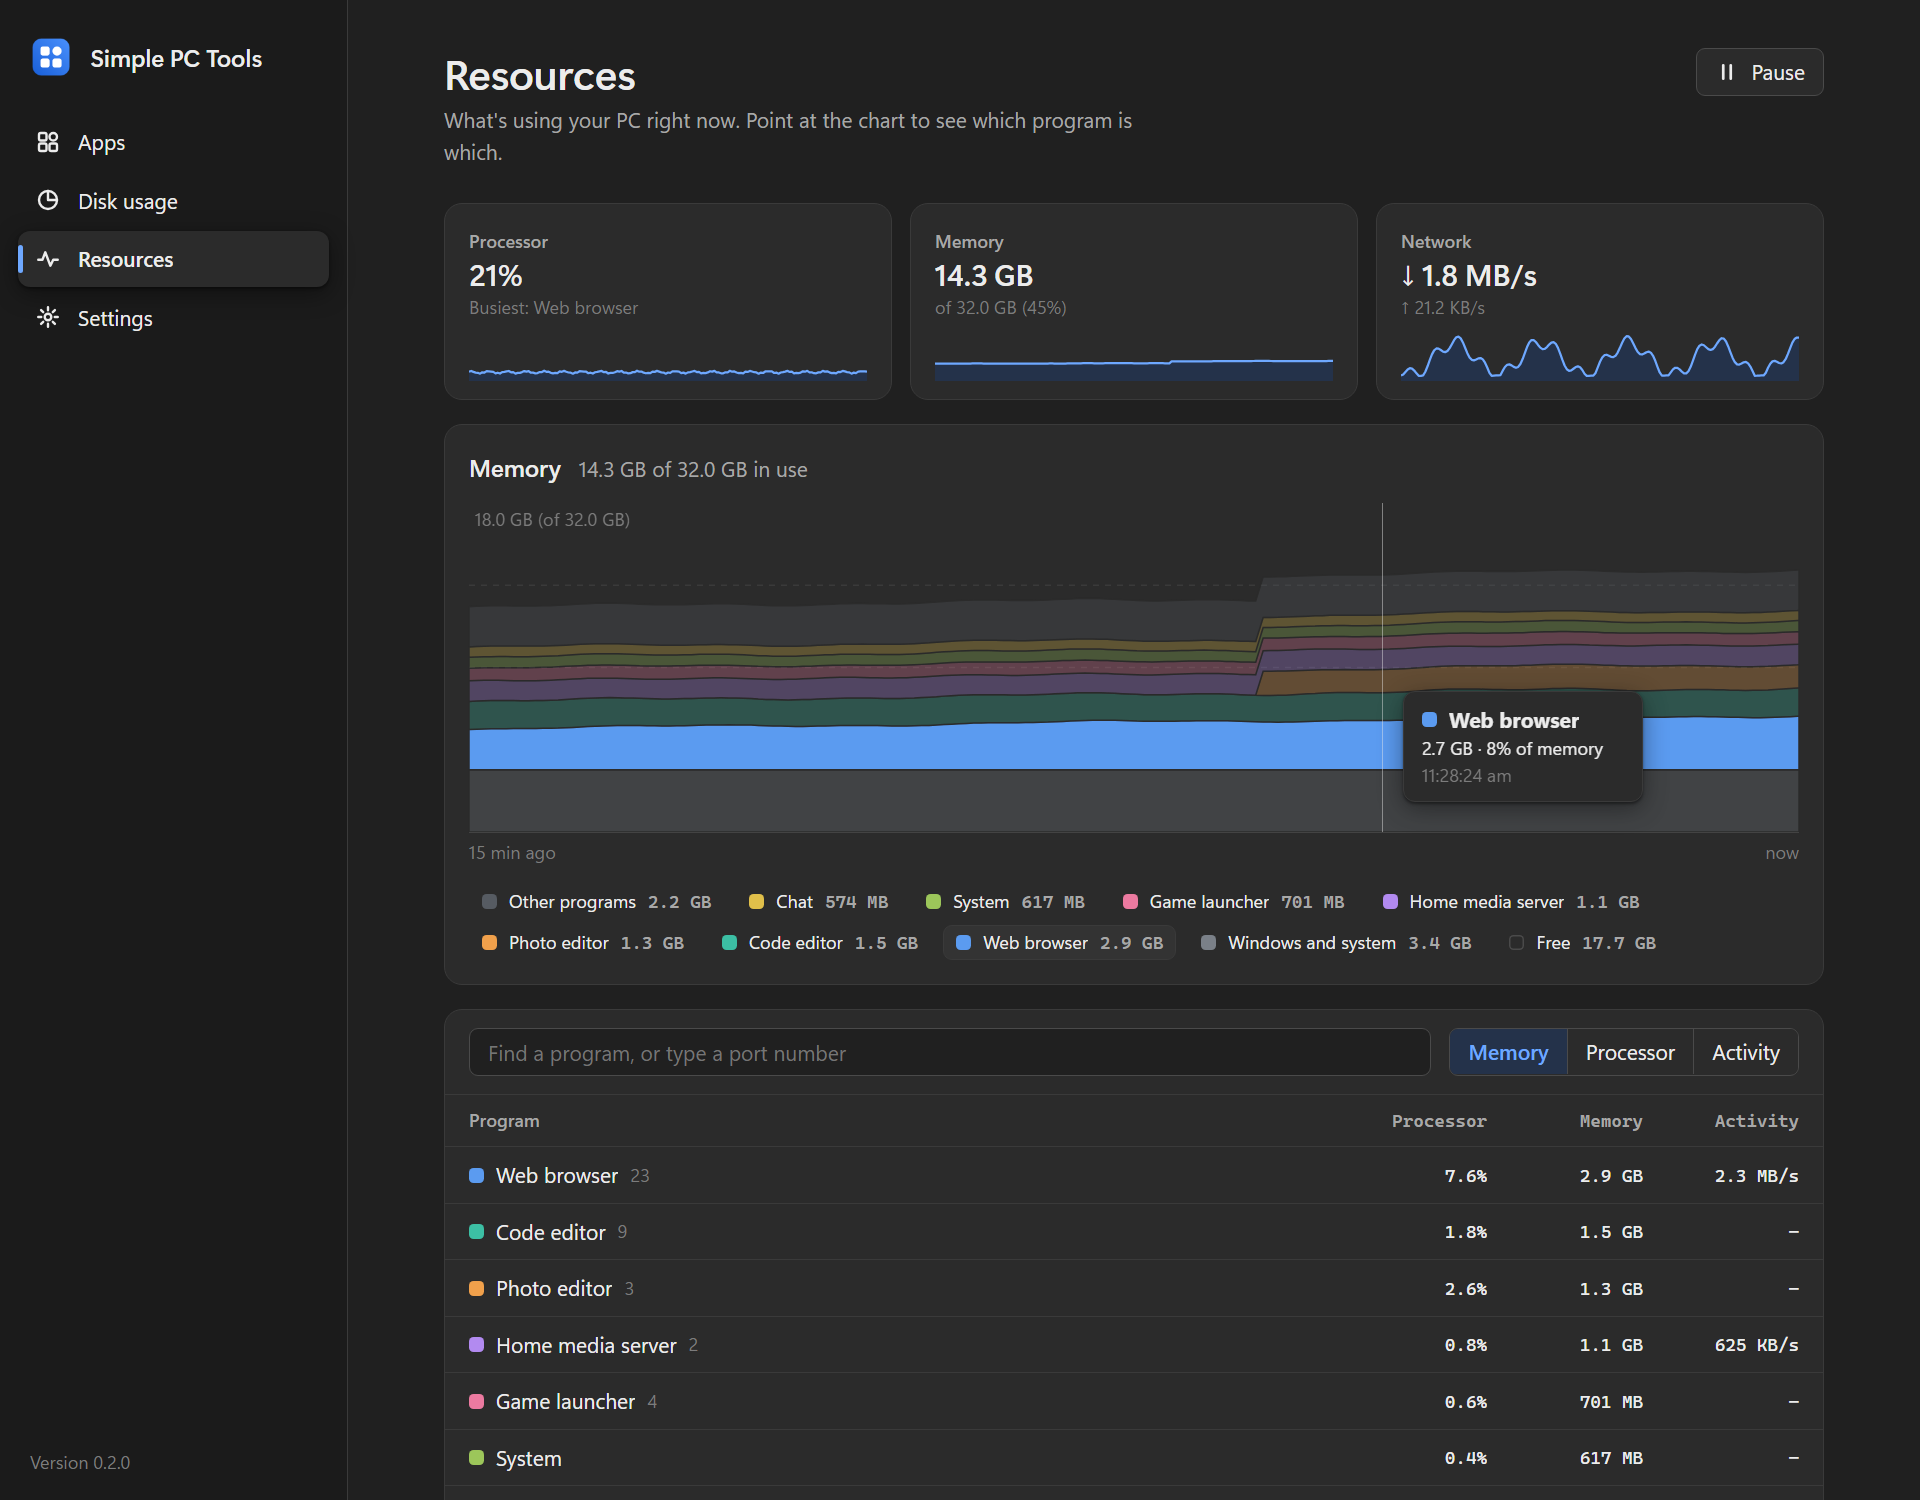 Simple PC Tools
Apps
Disk usage
Resources
Settings
Version 0.2.0
Resources
Pause
What's using your PC right now. Point at the chart to see which program is
which.
Processor
21%
Busiest: Web browser
Memory
14.3 GB
of 32.0 GB (45%)
Network
↓ 1.8 MB/s
↑ 21.2 KB/s
Memory 14.3 GB of 32.0 GB in use
18.0 GB (of 32.0 GB)
Web browser
2.7 GB · 8% of memory
11:28:24 am
15 min ago now
Other programs 2.2 GB Chat 574 MB System 617 MB Game launcher 701 MB Home media server 1.1 GB
Photo editor 1.3 GB Code editor 1.5 GB Web browser 2.9 GB Windows and system 3.4 GB Free 17.7 GB
Find a program, or type a port number Memory Processor Activity
Program Processor Memory Activity
Web browser 23 7.6% 2.9 GB 2.3 MB/s
Code editor 9 1.8% 1.5 GB –
Photo editor 3 2.6% 1.3 GB –
Home media server 2 0.8% 1.1 GB 625 KB/s
Game launcher 4 0.6% 701 MB –
System 0.4% 617 MB –